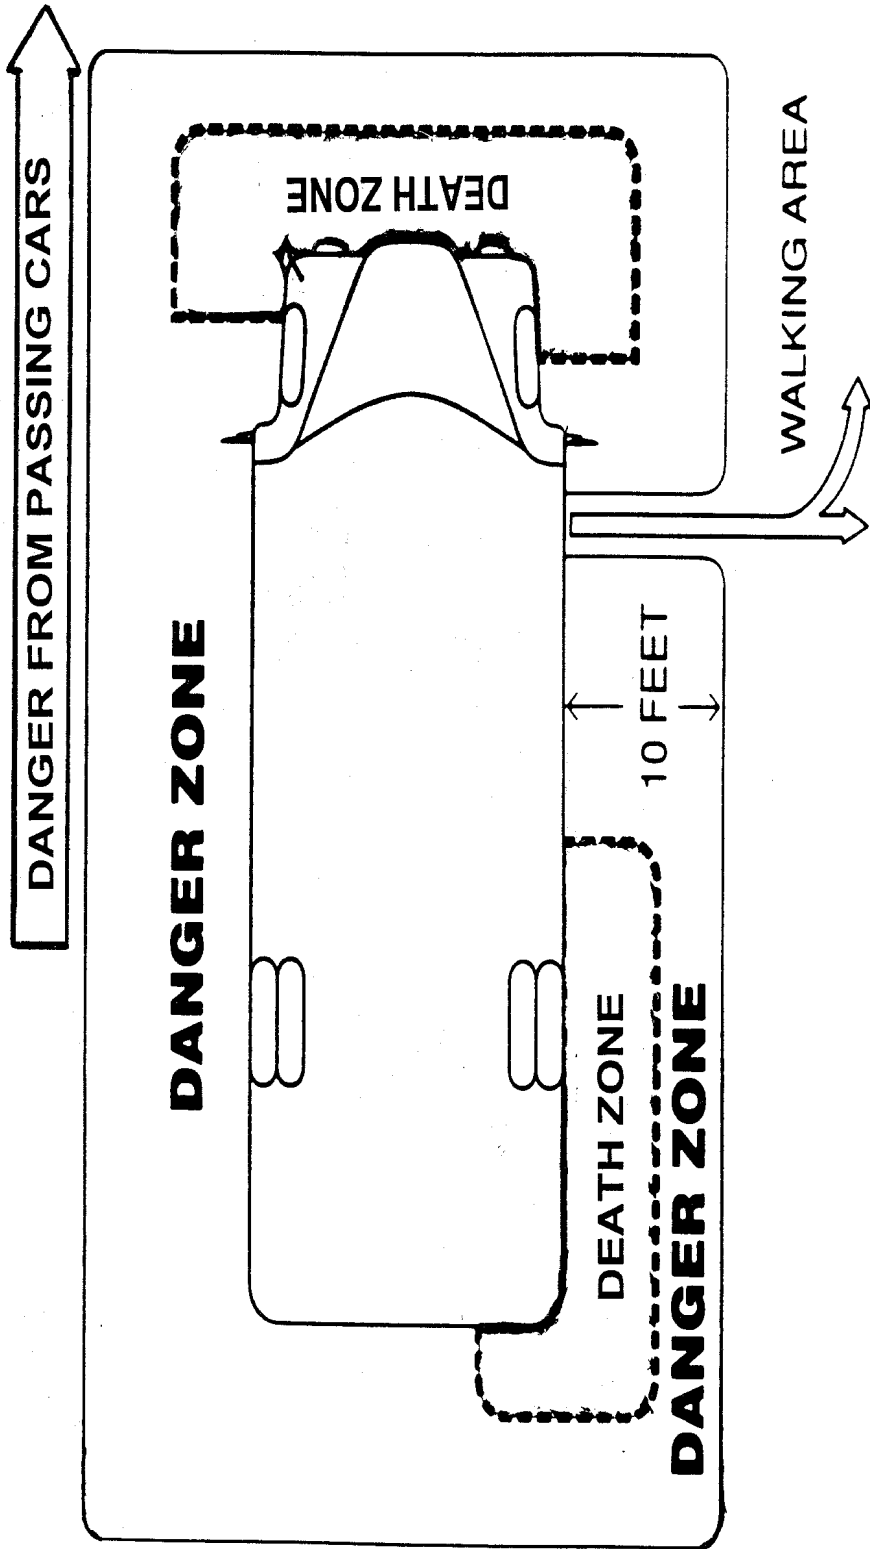 DANGER FROM PASSING CARS
DANGER ZONE
DEATH ZONE
WALKING AREA
10 FEET
DEATH ZONE
DANGER ZONE